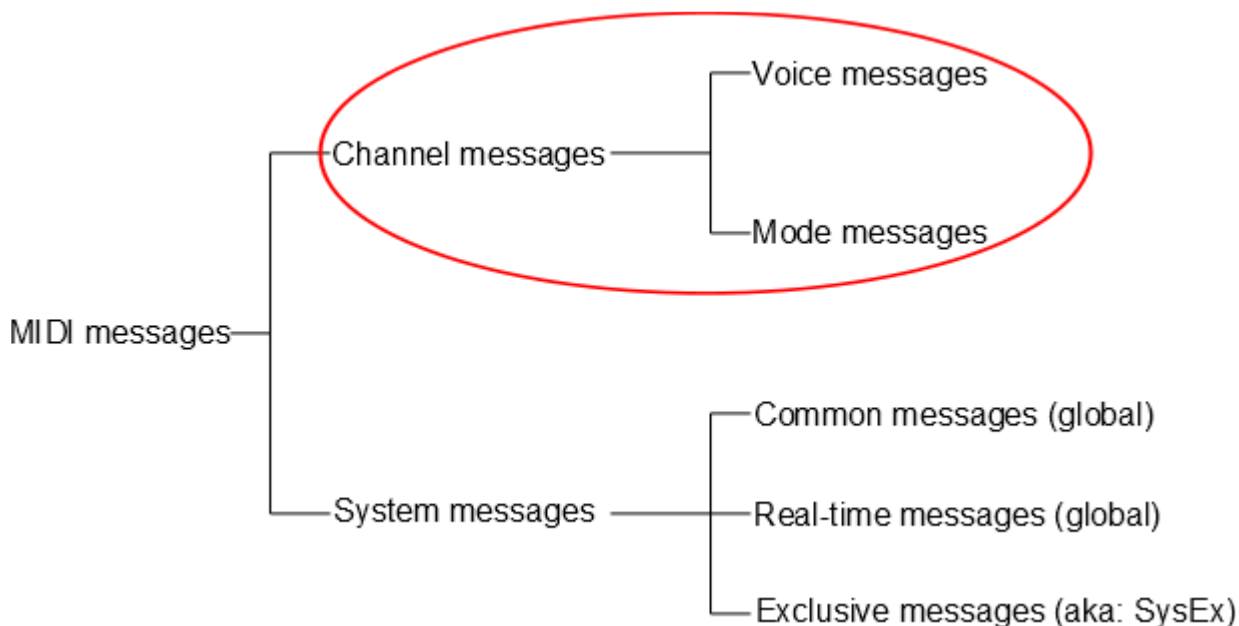 Voice messages
Channel messages
Mode messages
MIDI messages
Common messages (global)
System messages
Real-time messages (global)
Exclusive messages (aka: SysEx)